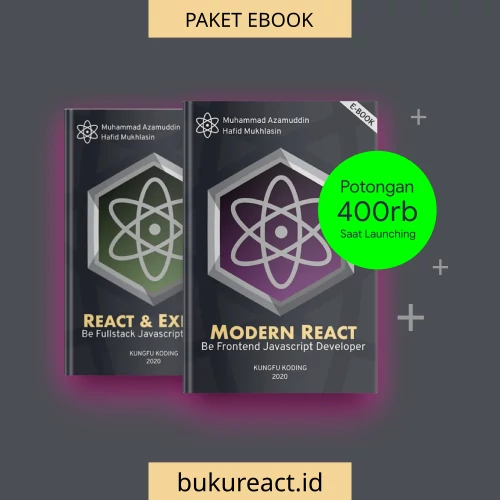 PAKET EBOOK
Muhammad Azamuddin
Hafid Mukhlasin
REACT &
Be Fullstack Javascript
KUNGFU KODING
2020
E-BOOK
Muhammad Azamuddin
Hafid Mukhlasin
MODERN REACT
Be Frontend Javascript Developer
KUNGFU KODING
2020
Potongan
400rb
Saat Launching
bukureact.id